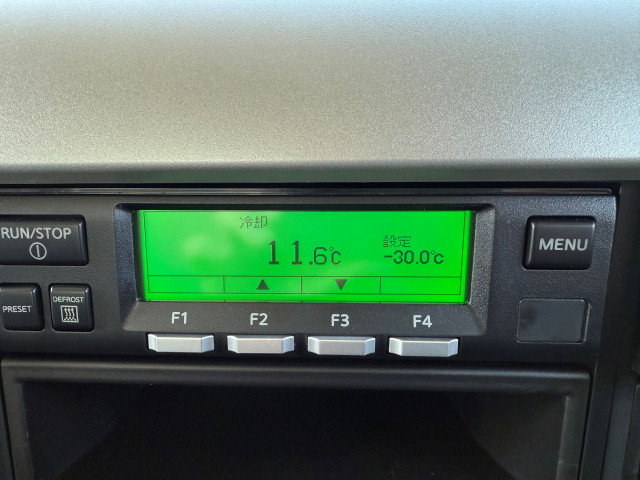 冷却
RUN/STOP
11.6℃
設定
-30.0℃
MENU
▲ ▼
PRESET
DEFROST
F1 F2 F3 F4